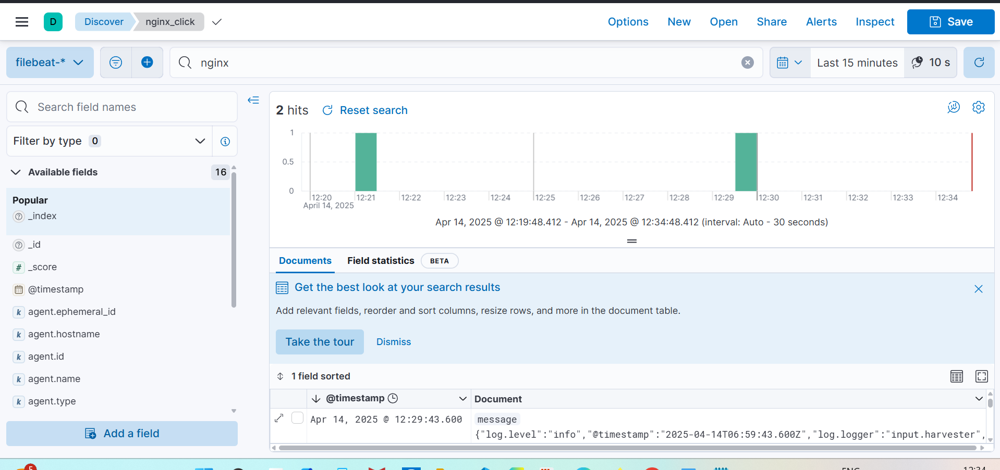 D
Discover
nginx_click
Options
New
Open
Share
Alerts
Inspect
Save
filebeat-*
nginx
Last 15 minutes
10 s
Search field names
Filter by type 0
Available fields 16
Popular
_index
_id
# _score
@timestamp
k agent.ephemeral_id
k agent.hostname
k agent.id
k agent.name
k agent.type
Add a field
2 hits
Reset search
1
0.5
0
12:20 12:21 12:22 12:23 12:24 12:25 12:26 12:27 12:28 12:29 12:30 12:31 12:32 12:33 12:34
April 14, 2025
Apr 14, 2025 @ 12:19:48.412 - Apr 14, 2025 @ 12:34:48.412 (interval: Auto - 30 seconds)
Documents
Field statistics BETA
Get the best look at your search results
Add relevant fields, reorder and sort columns, resize rows, and more in the document table.
Take the tour
Dismiss
1 field sorted
@timestamp
Document
Apr 14, 2025 @ 12:29:43.600
message
{"log.level":"info","@timestamp":"2025-04-14T06:59:43.600Z","log.logger":"input.harvester",
5
ENG
12:34